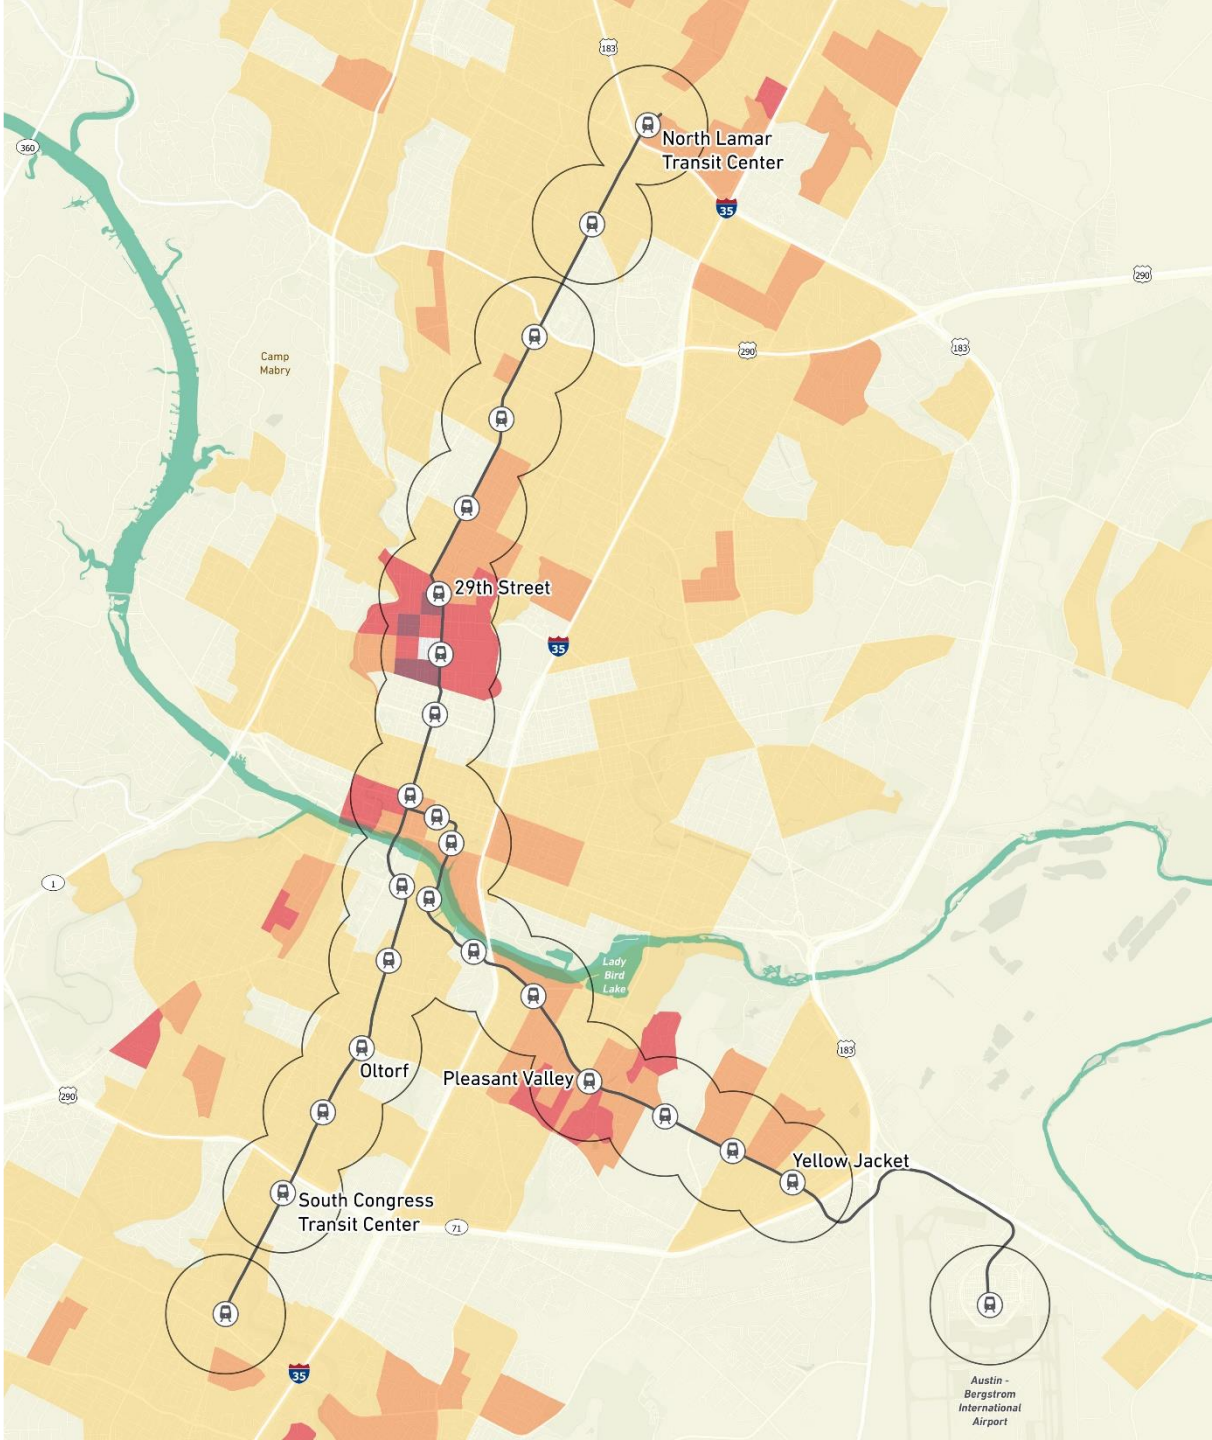 183
360
North Lamar
Transit Center
35
290
290
183
Camp
Mabry
29th Street
35
1
Lady
Bird
Lake
183
Oltorf
Pleasant Valley
290
Yellow Jacket
South Congress
Transit Center
71
35
Austin -
Bergstrom
International
Airport